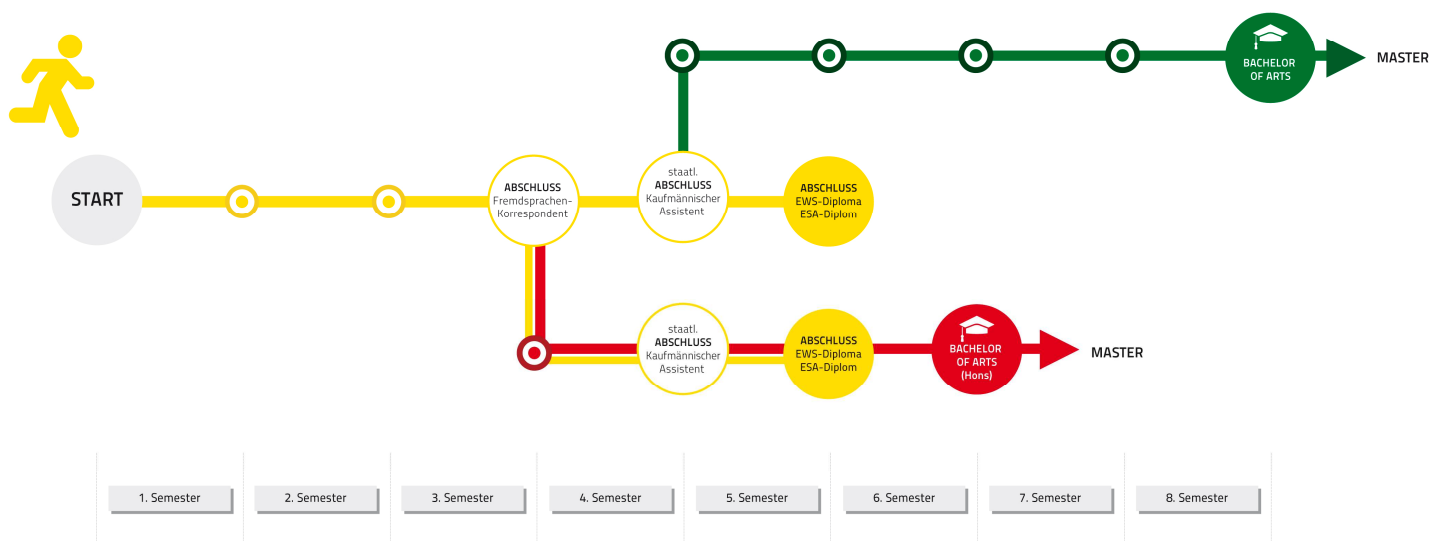 BACHELOR
OF ARTS
MASTER
START
ABSCHLUSS
Fremdsprachen-
Korrespondent
staatl.
ABSCHLUSS
Kaufmännischer
Assistent
ABSCHLUSS
EWS-Diploma
ESA-Diplom
staatl.
ABSCHLUSS
Kaufmännischer
Assistent
ABSCHLUSS
EWS-Diploma
ESA-Diplom
BACHELOR
OF ARTS
(Hons)
MASTER
1. Semester
2. Semester
3. Semester
4. Semester
5. Semester
6. Semester
7. Semester
8. Semester